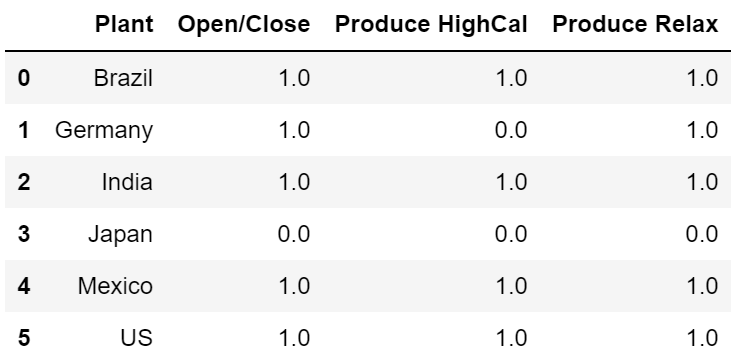 Plant Open/Close Produce HighCal Produce Relax
0 Brazil 1.0 1.0 1.0
1 Germany 1.0 0.0 1.0
2 India 1.0 1.0 1.0
3 Japan 0.0 0.0 0.0
4 Mexico 1.0 1.0 1.0
5 US 1.0 1.0 1.0